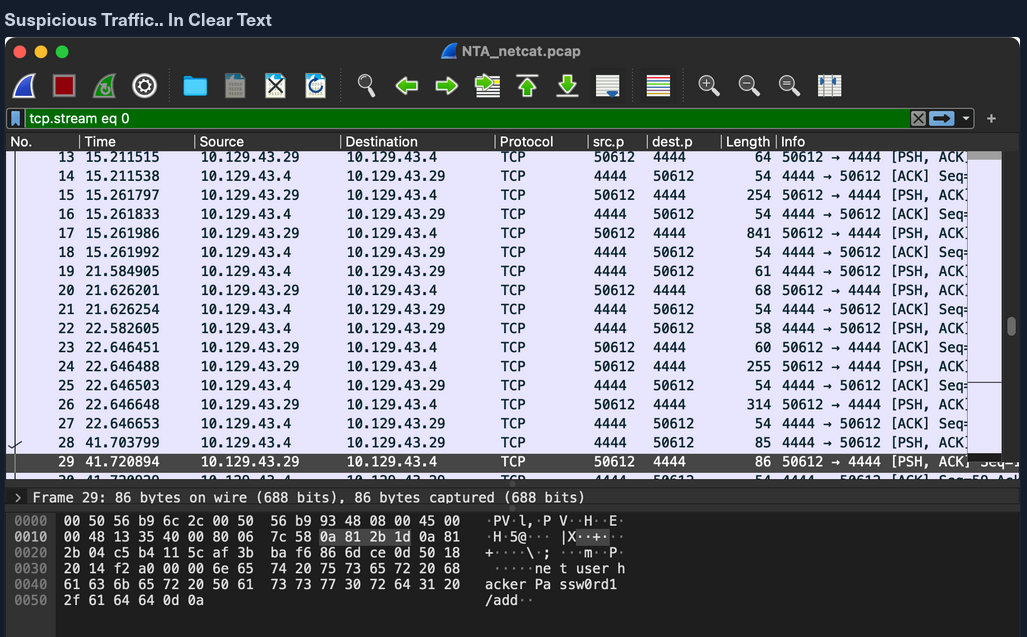 Suspicious Traffic.. In Clear Text
NTA_netcat.pcap
tcp.stream eq 0
No. Time Source Destination Protocol src.p dest.p Length Info
13 15.211515 10.129.43.29 10.129.43.4 TCP 50612 4444 64 50612 → 4444 [PSH, ACK]
14 15.211538 10.129.43.4 10.129.43.29 TCP 4444 50612 54 4444 → 50612 [ACK] Seq=
15 15.261797 10.129.43.29 10.129.43.4 TCP 50612 4444 254 50612 → 4444 [PSH, ACK]
16 15.261833 10.129.43.4 10.129.43.29 TCP 4444 50612 54 4444 → 50612 [ACK] Seq=
17 15.261986 10.129.43.29 10.129.43.4 TCP 50612 4444 841 50612 → 4444 [PSH, ACK]
18 15.261992 10.129.43.4 10.129.43.29 TCP 4444 50612 54 4444 → 50612 [ACK] Seq=
19 21.584905 10.129.43.4 10.129.43.29 TCP 4444 50612 61 4444 → 50612 [PSH, ACK]
20 21.626201 10.129.43.29 10.129.43.4 TCP 50612 4444 68 50612 → 4444 [PSH, ACK]
21 21.626254 10.129.43.4 10.129.43.29 TCP 4444 50612 54 4444 → 50612 [ACK] Seq=
22 22.582605 10.129.43.4 10.129.43.29 TCP 4444 50612 58 4444 → 50612 [PSH, ACK]
23 22.646451 10.129.43.29 10.129.43.4 TCP 50612 4444 60 50612 → 4444 [ACK] Seq=
24 22.646488 10.129.43.29 10.129.43.4 TCP 50612 4444 255 50612 → 4444 [PSH, ACK]
25 22.646503 10.129.43.4 10.129.43.29 TCP 4444 50612 54 4444 → 50612 [ACK] Seq=
26 22.646648 10.129.43.29 10.129.43.4 TCP 50612 4444 314 50612 → 4444 [PSH, ACK]
27 22.646653 10.129.43.4 10.129.43.29 TCP 4444 50612 54 4444 → 50612 [ACK] Seq=
28 41.703799 10.129.43.4 10.129.43.29 TCP 4444 50612 85 4444 → 50612 [PSH, ACK]
29 41.720894 10.129.43.29 10.129.43.4 TCP 50612 4444 86 50612 → 4444 [PSH, ACK] Seq=1
> Frame 29: 86 bytes on wire (688 bits), 86 bytes captured (688 bits)
0000 00 50 56 b9 6c 2c 00 50 56 b9 93 48 08 00 45 00 ·PV·l,·P V··H··E·
0010 00 48 13 35 40 00 80 06 7c 58 0a 81 2b 1d 0a 81 ·H·5@··· |X··+···
0020 2b 04 c5 b4 11 5c af 3b ba f6 86 6d ce 0d 50 18 +····\·; ···m··P·
0030 20 14 f2 a0 00 00 6e 65 74 20 75 73 65 72 20 68 ·····ne t user h
0040 61 63 6b 65 72 20 50 61 73 73 77 30 72 64 31 20 acker Pa ssw0rd1
0050 2f 61 64 64 0d 0a /add··